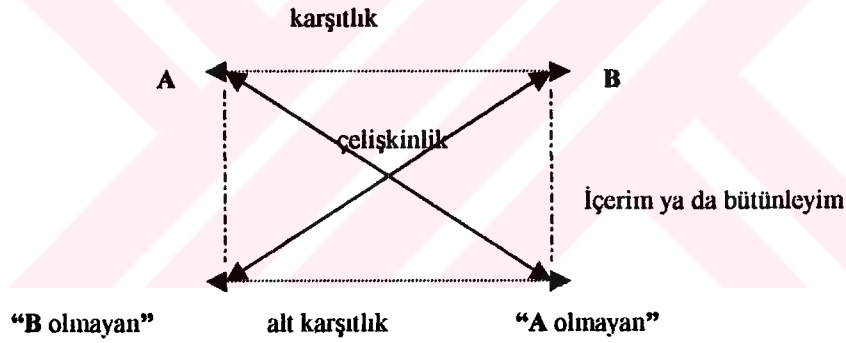 karşıtlık
A B
çelişkinlik
İçerim ya da bütünleyim
“B olmayan” alt karşıtlık “A olmayan”